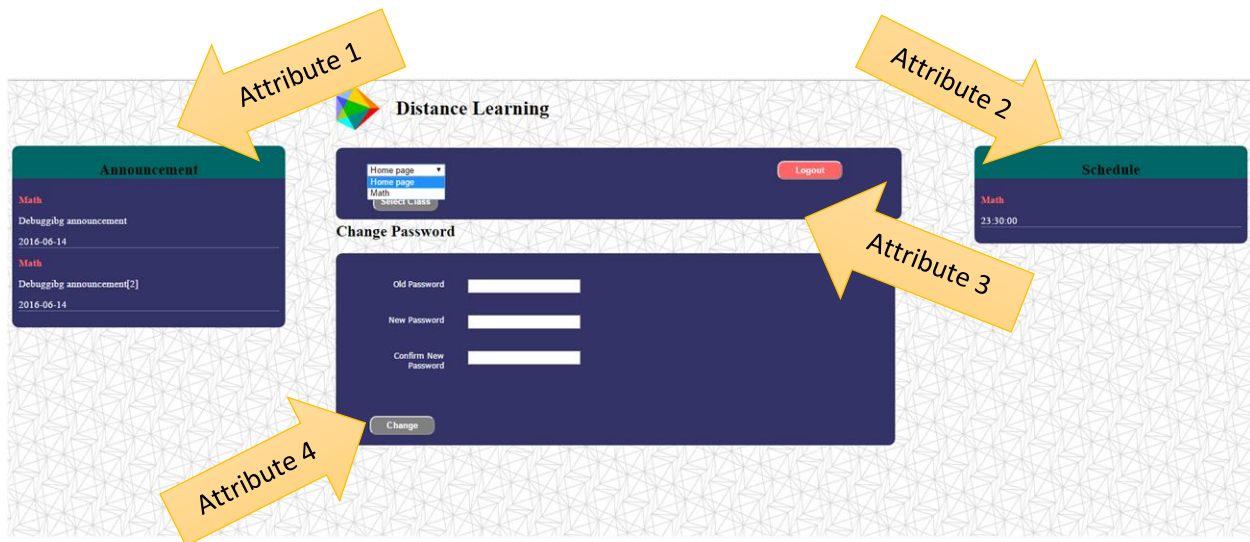 Attribute 1
Attribute 2
Distance Learning
Announcement
Math
Debuggibg announcement
2016-06-14
Math
Debuggibg announcement[2]
2016-06-14
Home page
Home page
Math
Select Class
Logout
Schedule
Math
23:30:00
Attribute 3
Change Password
Old Password
New Password
Confirm New
Password
Change
Attribute 4